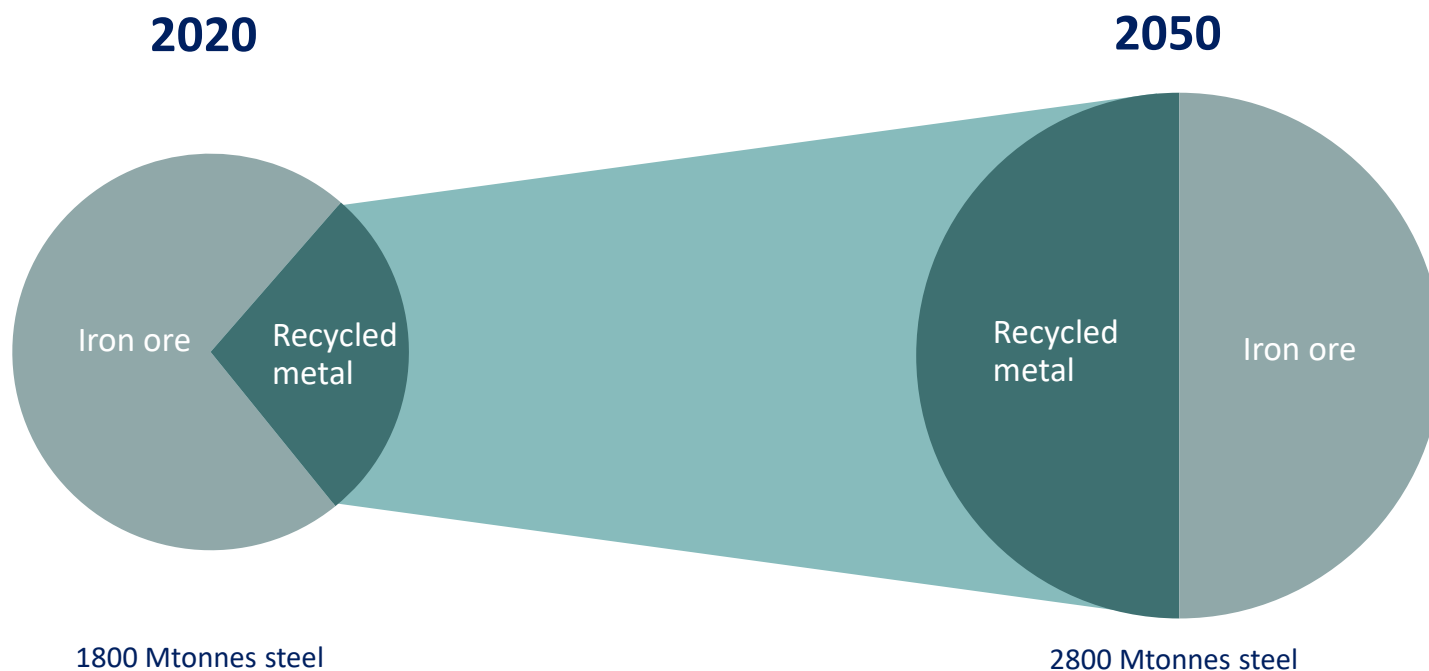 2020
2050
Iron ore
Recycled
metal
Recycled
metal
Iron ore
1800 Mtonnes steel
2800 Mtonnes steel